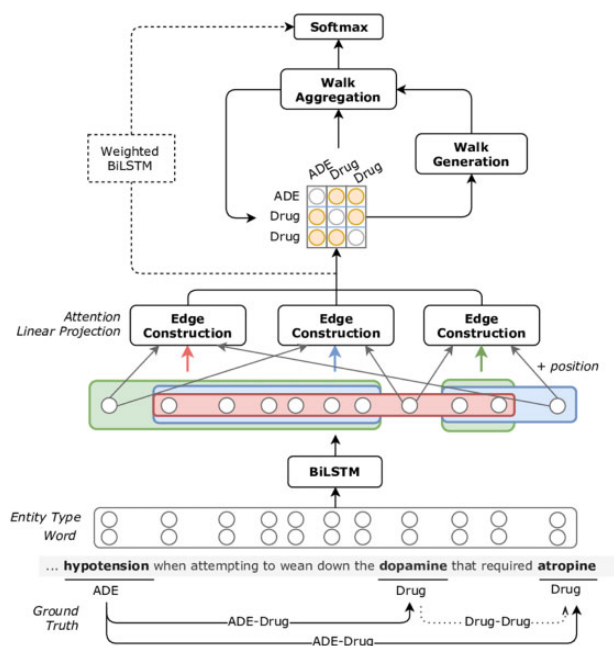 Softmax
Walk
Aggregation
Weighted
BiLSTM
Walk
Generation
ADE
Drug
Drug
ADE
Drug
Drug
Attention
Linear Projection
Edge
Construction
Edge
Construction
Edge
Construction
+ position
BiLSTM
Entity Type
Word
... hypotension when attempting to wean down the dopamine that required atropine
ADE
Drug
Drug
Ground
Truth
ADE-Drug
Drug-Drug
ADE-Drug